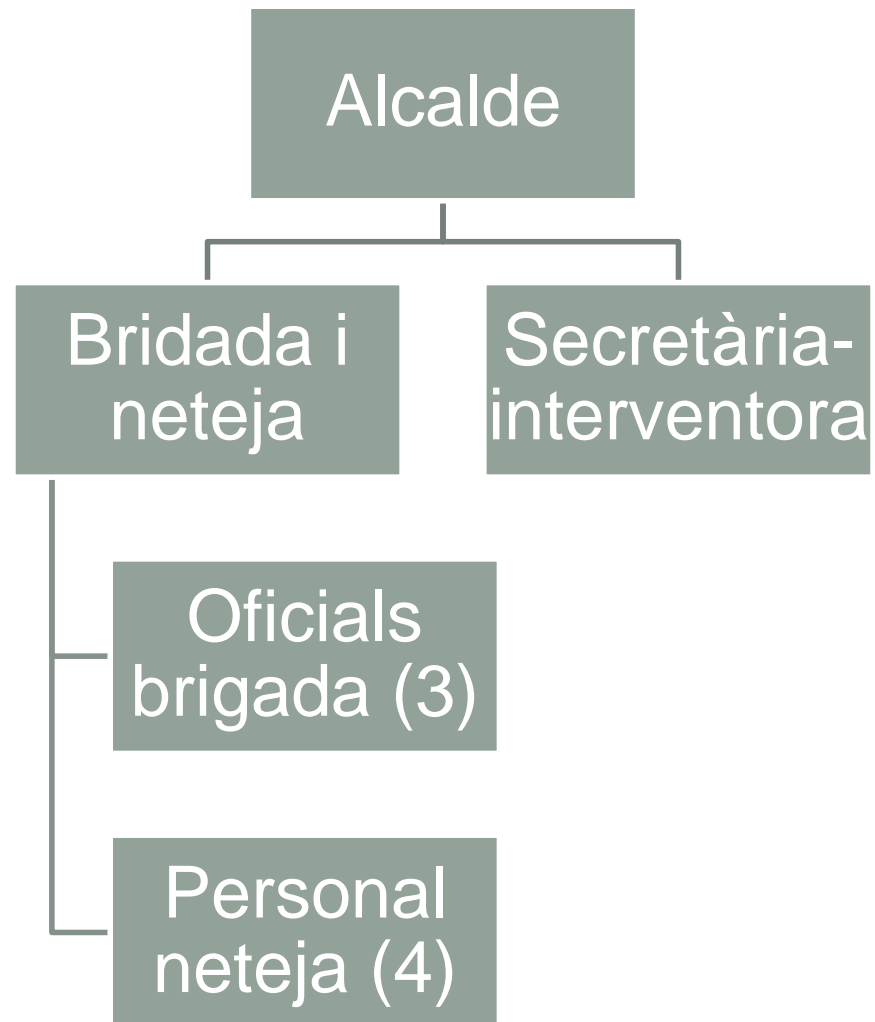 Alcalde
Bridada i
neteja
Secretària-
interventora
Oficials
brigada (3)
Personal
neteja (4)